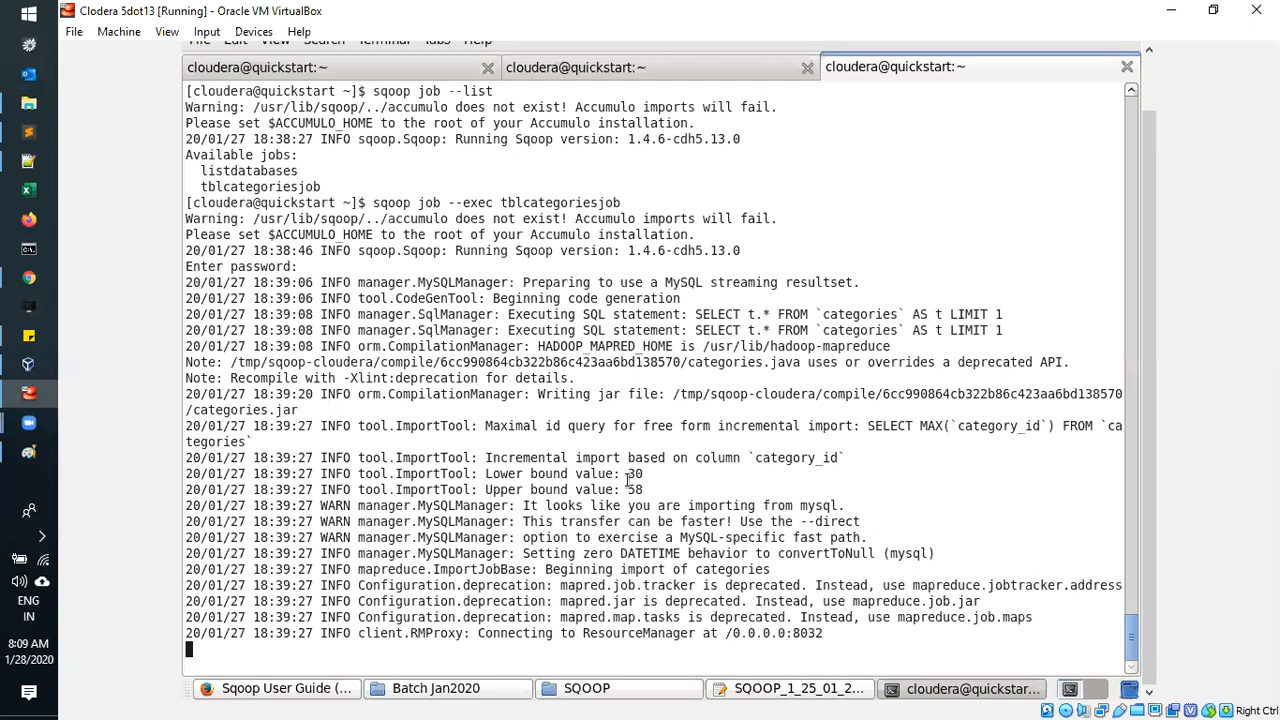 Clodera 5dot13 [Running] - Oracle VM VirtualBox
File Machine View Input Devices Help
File Edit View Search Terminal Tabs Help
cloudera@quickstart:~ cloudera@quickstart:~ cloudera@quickstart:~
[cloudera@quickstart ~]$ sqoop job --list
Warning: /usr/lib/sqoop/../accumulo does not exist! Accumulo imports will fail.
Please set $ACCUMULO_HOME to the root of your Accumulo installation.
20/01/27 18:38:27 INFO sqoop.Sqoop: Running Sqoop version: 1.4.6-cdh5.13.0
Available jobs:
listdatabases
tblcategoriesjob
[cloudera@quickstart ~]$ sqoop job --exec tblcategoriesjob
Warning: /usr/lib/sqoop/../accumulo does not exist! Accumulo imports will fail.
Please set $ACCUMULO_HOME to the root of your Accumulo installation.
20/01/27 18:38:46 INFO sqoop.Sqoop: Running Sqoop version: 1.4.6-cdh5.13.0
Enter password:
20/01/27 18:39:06 INFO manager.MySQLManager: Preparing to use a MySQL streaming resultset.
20/01/27 18:39:06 INFO tool.CodeGenTool: Beginning code generation
20/01/27 18:39:08 INFO manager.SqlManager: Executing SQL statement: SELECT t.* FROM `categories` AS t LIMIT 1
20/01/27 18:39:08 INFO manager.SqlManager: Executing SQL statement: SELECT t.* FROM `categories` AS t LIMIT 1
20/01/27 18:39:08 INFO orm.CompilationManager: HADOOP_MAPRED_HOME is /usr/lib/hadoop-mapreduce
Note: /tmp/sqoop-cloudera/compile/6cc990864cb322b86c423aa6bd138570/categories.java uses or overrides a deprecated API.
Note: Recompile with -Xlint:deprecation for details.
20/01/27 18:39:20 INFO orm.CompilationManager: Writing jar file: /tmp/sqoop-cloudera/compile/6cc990864cb322b86c423aa6bd138570
/categories.jar
20/01/27 18:39:27 INFO tool.ImportTool: Maximal id query for free form incremental import: SELECT MAX(`category_id`) FROM `ca
tegories`
20/01/27 18:39:27 INFO tool.ImportTool: Incremental import based on column `category_id`
20/01/27 18:39:27 INFO tool.ImportTool: Lower bound value: 30
20/01/27 18:39:27 INFO tool.ImportTool: Upper bound value: 58
20/01/27 18:39:27 WARN manager.MySQLManager: It looks like you are importing from mysql.
20/01/27 18:39:27 WARN manager.MySQLManager: This transfer can be faster! Use the --direct
20/01/27 18:39:27 WARN manager.MySQLManager: option to exercise a MySQL-specific fast path.
20/01/27 18:39:27 INFO manager.MySQLManager: Setting zero DATETIME behavior to convertToNull (mysql)
20/01/27 18:39:27 INFO mapreduce.ImportJobBase: Beginning import of categories
20/01/27 18:39:27 INFO Configuration.deprecation: mapred.job.tracker is deprecated. Instead, use mapreduce.jobtracker.address
20/01/27 18:39:27 INFO Configuration.deprecation: mapred.jar is deprecated. Instead, use mapreduce.job.jar
20/01/27 18:39:27 INFO Configuration.deprecation: mapred.map.tasks is deprecated. Instead, use mapreduce.job.maps
20/01/27 18:39:27 INFO client.RMProxy: Connecting to ResourceManager at /0.0.0.0:8032
Sqoop User Guide (... Batch Jan2020 SQOOP SQOOP_1_25_01_2... cloudera@quickstar...
ENG
IN
8:09 AM
1/28/2020
Right Ctrl